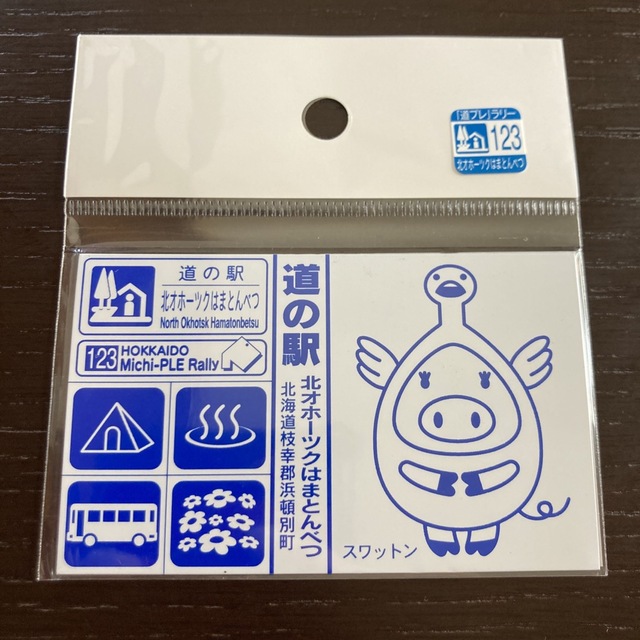 「道プレ」ラリー
123
北オホーツクはまとんべつ
道の駅
北オホーツクはまとんべつ
North Okhotsk Hamatonbetsu
123 HOKKAIDO
Michi-PLE Rally
道の駅
北オホーツクはまとんべつ
北海道枝幸郡浜頓別町
スワットン